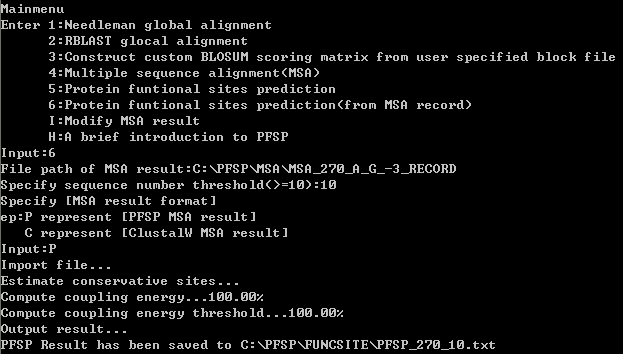 Mainmenu
Enter 1:Needleman global alignment
2:RBLAST glocal alignment
3:Construct custom BLOSUM scoring matrix from user specified block file
4:Multiple sequence alignment(MSA)
5:Protein funtional sites prediction
6:Protein funtional sites prediction(from MSA record)
I:Modify MSA result
H:A brief introduction to PFSP
Input:6
File path of MSA result:C:\PFSP\MSA\MSA_270_A_G_-3_RECORD
Specify sequence number threshold(>=10):10
Specify [MSA result format]
ep:P represent [PFSP MSA result]
C represent [ClustalW MSA result]
Input:P
Import file...
Estimate conservative sites...
Compute coupling energy...100.00%
Compute coupling energy threshold...100.00%
Output result...
PFSP Result has been saved to C:\PFSP\FUNCSITE\PFSP_270_10.txt